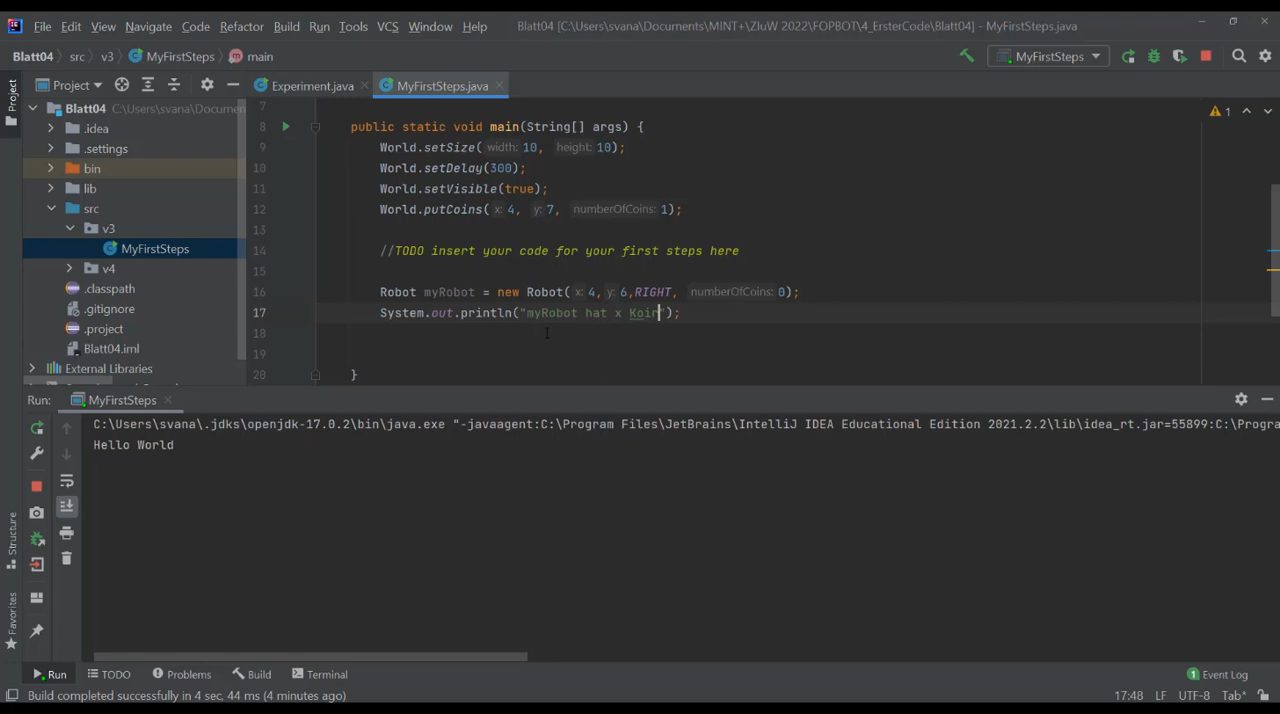 File Edit View Navigate Code Refactor Build Run Tools VCS Window Help Blatt04 [C:\Users\svana\Documents\MINT+\ZIuW 2022\FOPBOT\4_ErsterCode\Blatt04] – MyFirstSteps.java
Blatt04 src v3 MyFirstSteps main MyFirstSteps
Project Project Experiment.java MyFirstSteps.java
Blatt04 C:\Users\svana\Documen 7
.idea 8 public static void main(String[] args) { 1
.settings 9 World.setSize( width: 10, height: 10);
bin 10 World.setDelay(300);
lib 11 World.setVisible(true);
src 12 World.putCoins( x: 4, y: 7, numberOfCoins: 1);
v3 13
MyFirstSteps 14 //TODO insert your code for your first steps here
v4 15
.classpath 16 Robot myRobot = new Robot( x: 4, y: 6,RIGHT, numberOfCoins: 0);
.gitignore 17 System.out.println("myRobot hat x Koir");
.project 18
Blatt04.iml 19
External Libraries 20 }
Run: MyFirstSteps
C:\Users\svana\.jdks\openjdk-17.0.2\bin\java.exe "-javaagent:C:\Program Files\JetBrains\IntelliJ IDEA Educational Edition 2021.2.2\lib\idea_rt.jar=55899:C:\Progra
Hello World
Structure
Favorites
Run TODO Problems Build Terminal 1 Event Log
Build completed successfully in 4 sec, 44 ms (4 minutes ago) 17:48 LF UTF-8 Tab*